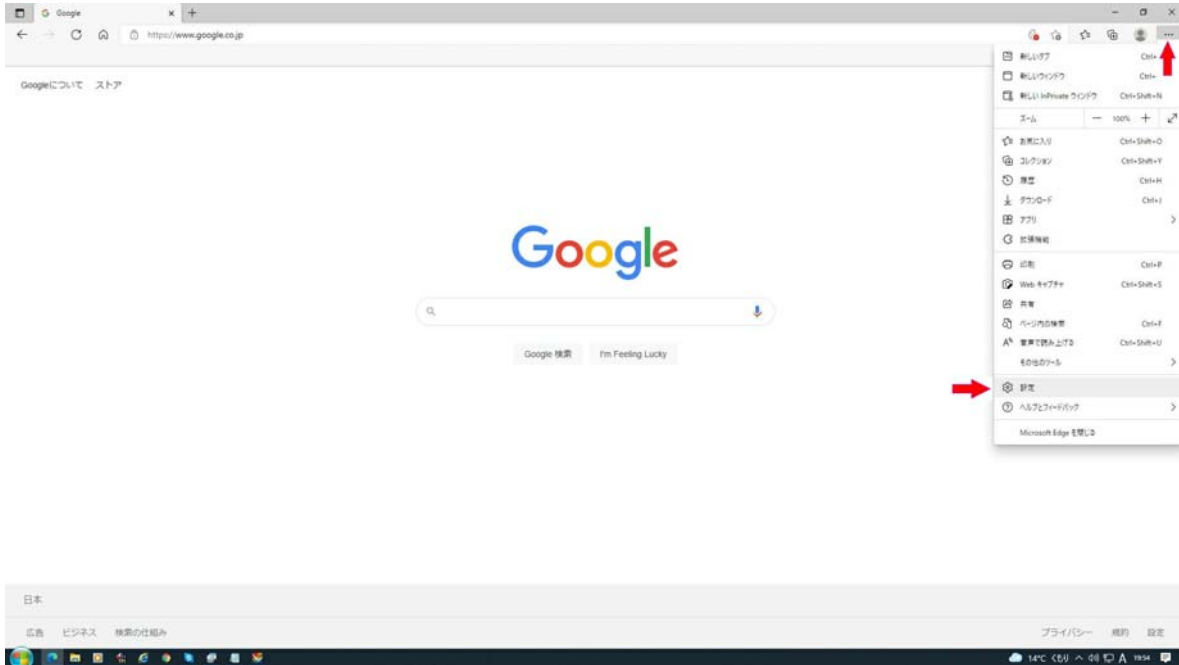 Google
https://www.google.co.jp
Googleについて ストア
新しいタブ Ctrl+
新しいウィンドウ Ctrl+
新しい InPrivate ウィンドウ Ctrl+Shift+N
ズーム — 100% +
お気に入り Ctrl+Shift+O
コレクション Ctrl+Shift+Y
履歴 Ctrl+H
ダウンロード Ctrl+J
アプリ
拡張機能
印刷 Ctrl+P
Web キャプチャ Ctrl+Shift+S
共有
ページ内の検索 Ctrl+F
音声で読み上げる Ctrl+Shift+U
その他のツール
設定
ヘルプとフィードバック
Microsoft Edge を閉じる
Google
Google 検索 I'm Feeling Lucky
日本
広告 ビジネス 検索の仕組み プライバシー 規約 設定
14°C くもり A 19:54